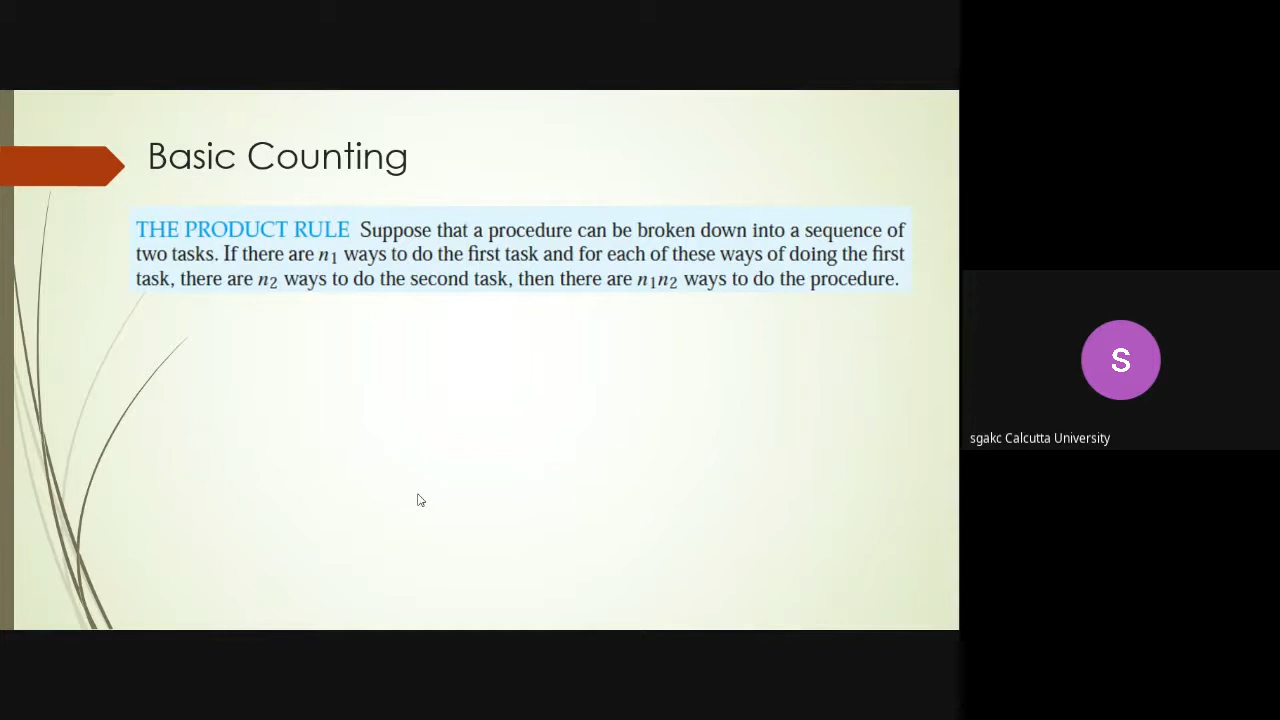 Basic Counting
THE PRODUCT RULE Suppose that a procedure can be broken down into a sequence of
two tasks. If there are n₁ ways to do the first task and for each of these ways of doing the first
task, there are n₂ ways to do the second task, then there are n₁n₂ ways to do the procedure.
S
sgakc Calcutta University